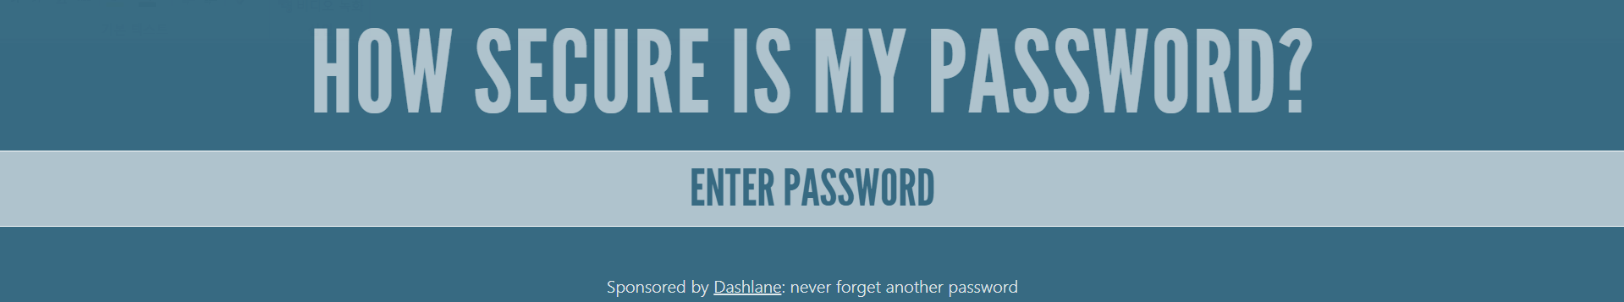 HOW SECURE IS MY PASSWORD?
ENTER PASSWORD
Sponsored by Dashlane: never forget another password